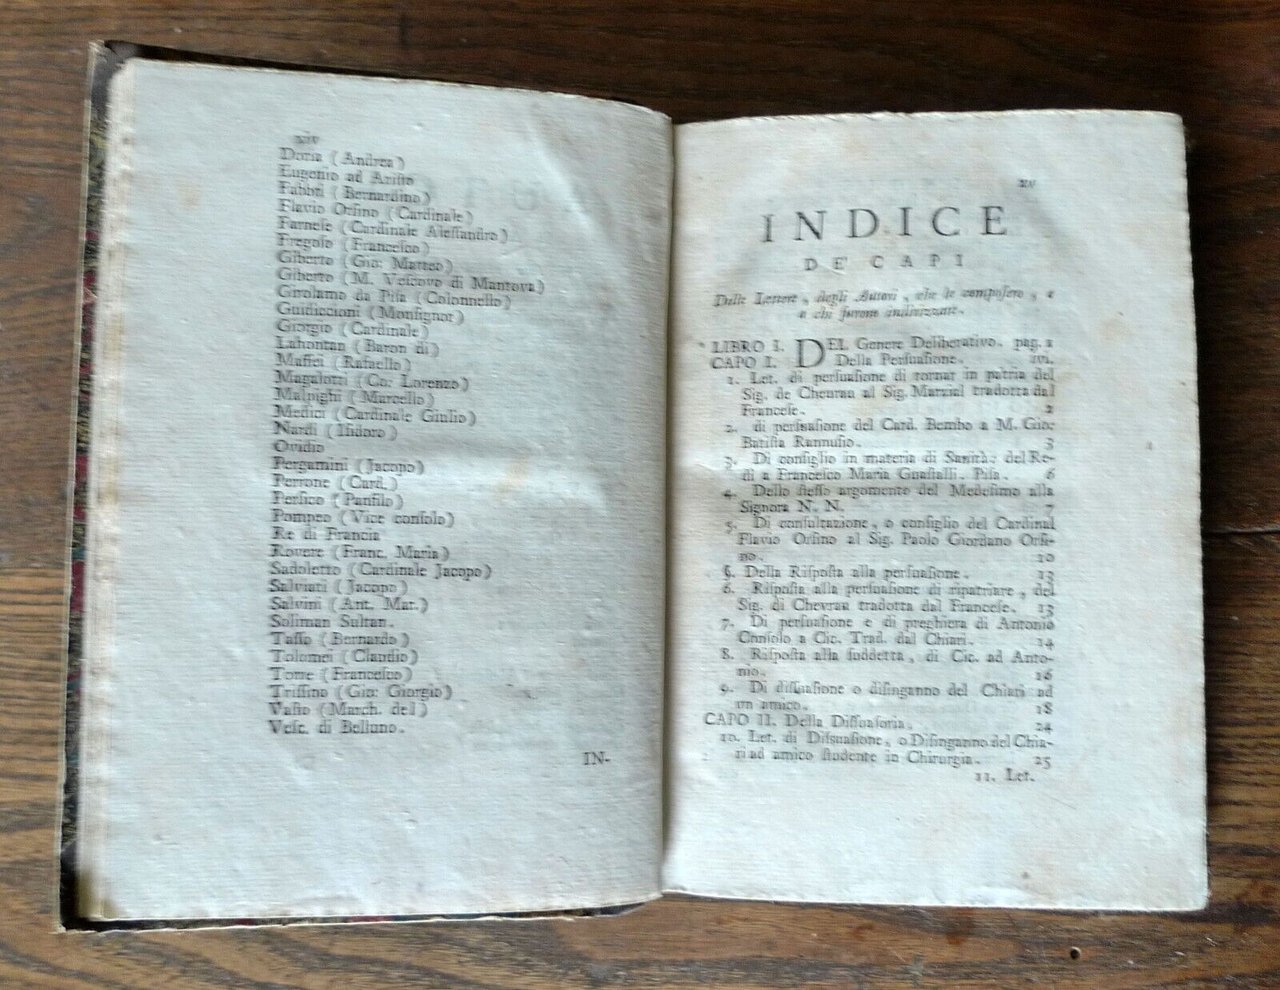 xiv
Doria (Andrea)
Eugenio ad Ariſto
Fabbri (Bernardino)
Flavio Orſino (Cardinale)
Farneſe (Cardinale Aleſſandro)
Fregoſo (Franceſco)
Giberto (Gio: Matteo)
Giberto (M. Veſcovo di Mantova)
Girolamo da Piſa (Colonnello)
Guidiccioni (Monſignor)
Giorgio (Cardinale)
Lahontan (Baron di)
Maffei (Rafaello)
Magalotti (Co: Lorenzo)
Malpighi (Marcello)
Medici (Cardinale Giulio)
Nardi (Iſidoro)
Ovidio
Pergamini (Jacopo)
Perrone (Card.)
Perſico (Panfilo)
Pompeo (Vice conſolo)
Re di Francia
Rovere (Franc. Maria)
Sadoletto (Cardinale Jacopo)
Salviati (Jacopo)
Salvini (Ant. Mar.)
Soliman Sultan.
Taſſo (Bernardo)
Tolomei (Claudio)
Torre (Franceſco)
Triſſino (Gio: Giorgio)
Vaſto (March. del)
Veſc. di Belluno.
IN-
xv
INDICE
DE' CAPI
Delle Lettere, degli Autori, che le compoſero, e
a chi furono indirizzate.
LIBRO I. DEL Genere Deliberativo. pag. 1
CAPO I. Della Perſuaſione. ivi.
1. Let. di perſuaſione di tornar in patria del
Sig. de Cheurau al Sig. Marzial tradotta dal
Franceſe. 2
2. di perſuaſione del Card. Bembo a M. Gio:
Batiſta Rannuſio. 3
3. Di conſiglio in materia di Sanità: del Re-
di a Franceſco Maria Guaſtalli. Piſa. 6
4. Dello ſteſſo argomento del Medeſimo alla
Signora N. N. 7
5. Di conſultazione, o conſiglio del Cardinal
Flavio Orſino al Sig. Paolo Giordano Orſi-
no. 10
§. Della Riſpoſta alla perſuaſione. 13
6. Riſpoſta alla perſuaſione di ripatriare, del
Sig. di Chevrau tradotta dal Franceſe. 13
7. Di perſuaſione e di preghiera di Antonio
Conſolo a Cic. Trad. dal Chiari. 14
8. Riſpoſta alla ſuddetta, di Cic. ad Anto-
nio. 16
9. Di diſſuaſione o diſinganno del Chiari ad
un amico. 18
CAPO II. Della Diſſuaſoria. 24
10. Let. di Diſsuaſione, o Diſinganno del Chia-
ri ad amico ſtudente in Chirurgia. 25
11. Let.